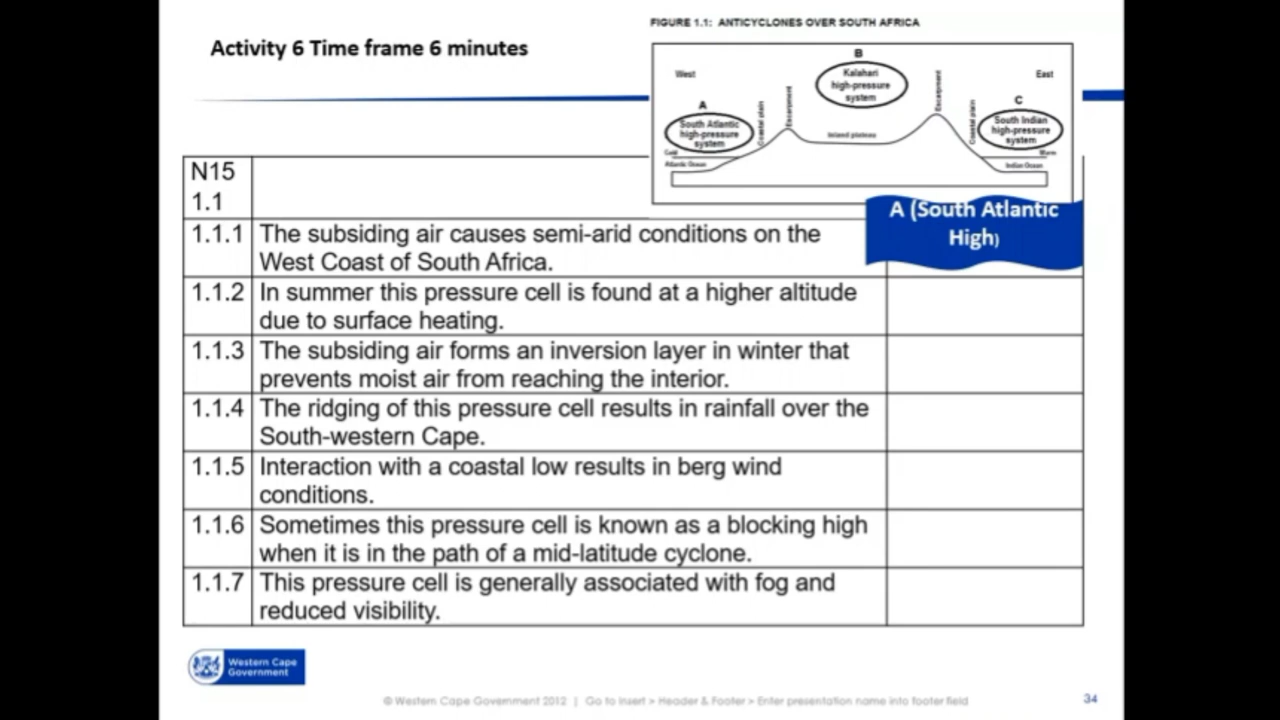 FIGURE 1.1: ANTICYCLONES OVER SOUTH AFRICA
Activity 6 Time frame 6 minutes
B
West
Kalahari
high-pressure
system
East
A
C
Escarpment
Escarpment
Coastal plain
Coastal plain
South Atlantic
high-pressure
system
Inland plateau
South Indian
high-pressure
system
Cold
Atlantic Ocean
Warm
Indian Ocean
N15
1.1
A (South Atlantic
High)
1.1.1 The subsiding air causes semi-arid conditions on the
West Coast of South Africa.
1.1.2 In summer this pressure cell is found at a higher altitude
due to surface heating.
1.1.3 The subsiding air forms an inversion layer in winter that
prevents moist air from reaching the interior.
1.1.4 The ridging of this pressure cell results in rainfall over the
South-western Cape.
1.1.5 Interaction with a coastal low results in berg wind
conditions.
1.1.6 Sometimes this pressure cell is known as a blocking high
when it is in the path of a mid-latitude cyclone.
1.1.7 This pressure cell is generally associated with fog and
reduced visibility.
Western Cape
Government
© Western Cape Government 2012 | Go to Insert > Header & Footer > Enter presentation name into footer field
34